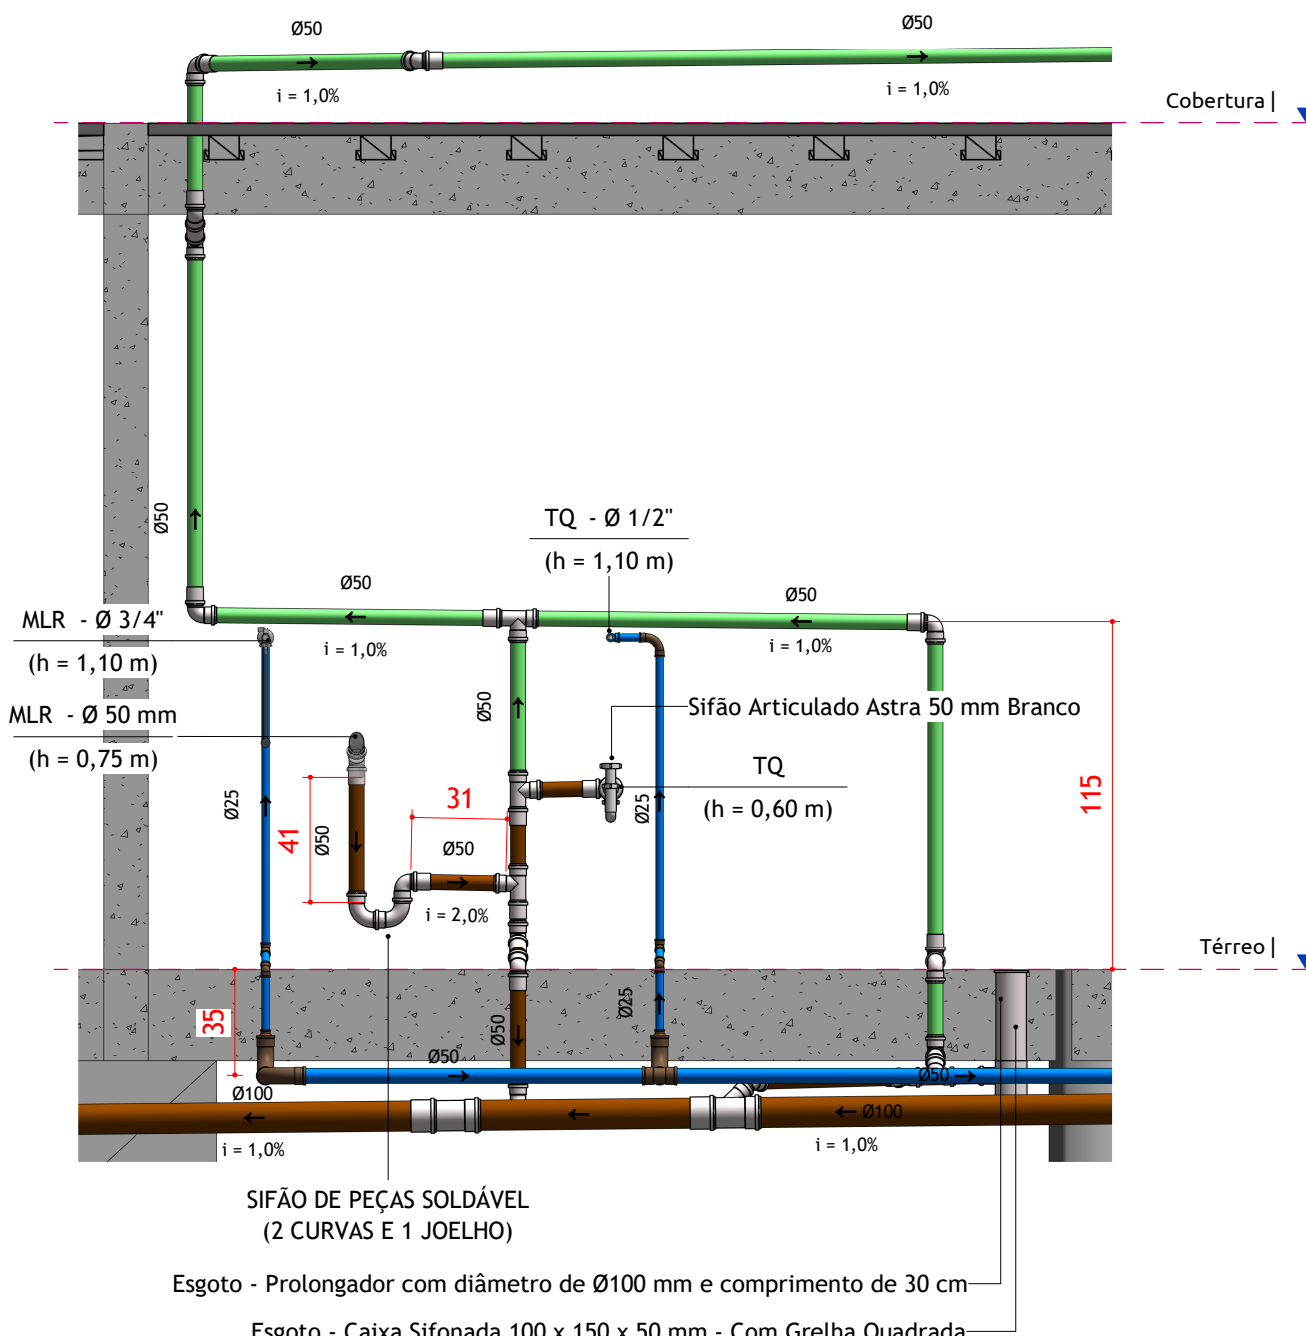 Ø50
Ø50
i = 1,0%
i = 1,0%
Cobertura |
Ø50
TQ - Ø 1/2"
(h = 1,10 m)
Ø50
Ø50
MLR - Ø 3/4"
(h = 1,10 m)
i = 1,0%
i = 1,0%
MLR - Ø 50 mm
(h = 0,75 m)
Ø50
Sifão Articulado Astra 50 mm Branco
TQ
(h = 0,60 m)
115
Ø25
31
Ø25
41
Ø50
Ø50
i = 2,0%
Térreo |
35
Ø50
Ø25
Ø50
Ø50
Ø100
Ø100
i = 1,0%
i = 1,0%
SIFÃO DE PEÇAS SOLDÁVEL
(2 CURVAS E 1 JOELHO)
Esgoto - Prolongador com diâmetro de Ø100 mm e comprimento de 30 cm
Esgoto - Caixa Sifonada 100 x 150 x 50 mm - Com Grelha Quadrada